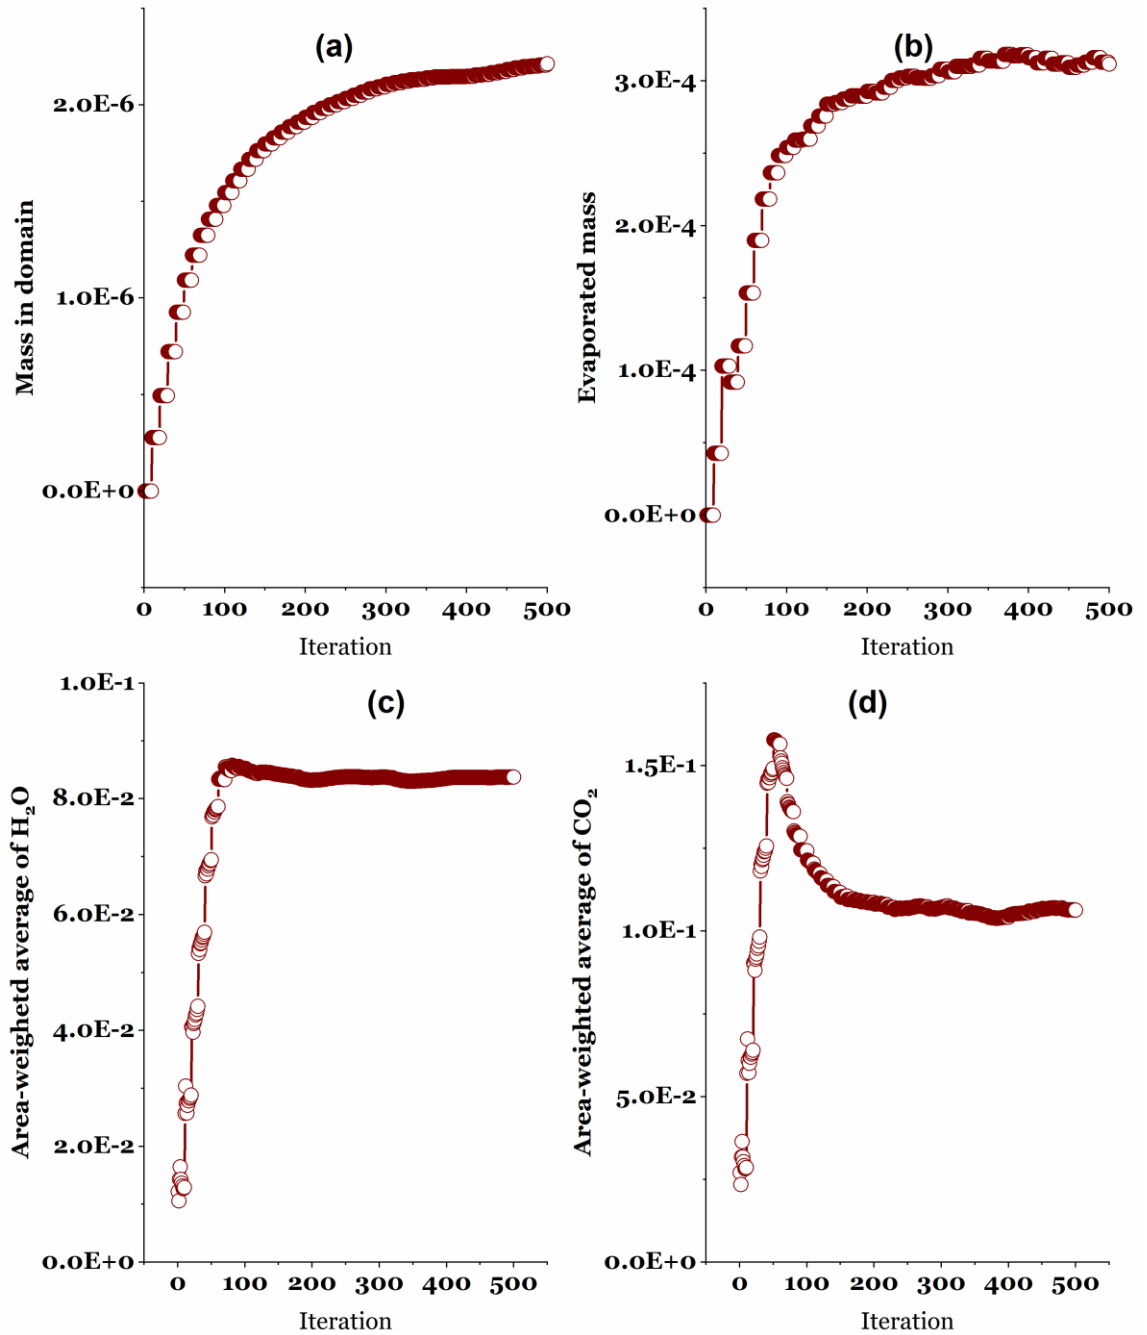 (a)
2.0E-6
1.0E-6
0.0E+0
Mass in domain
0 100 200 300 400 500
Iteration
(b)
3.0E-4
2.0E-4
1.0E-4
0.0E+0
Evaporated mass
0 100 200 300 400 500
Iteration
(c)
1.0E-1
8.0E-2
6.0E-2
4.0E-2
2.0E-2
0.0E+0
Area-weighetd average of H₂O
0 100 200 300 400 500
Iteration
(d)
1.5E-1
1.0E-1
5.0E-2
0.0E+0
Area-weighted average of CO₂
0 100 200 300 400 500
Iteration